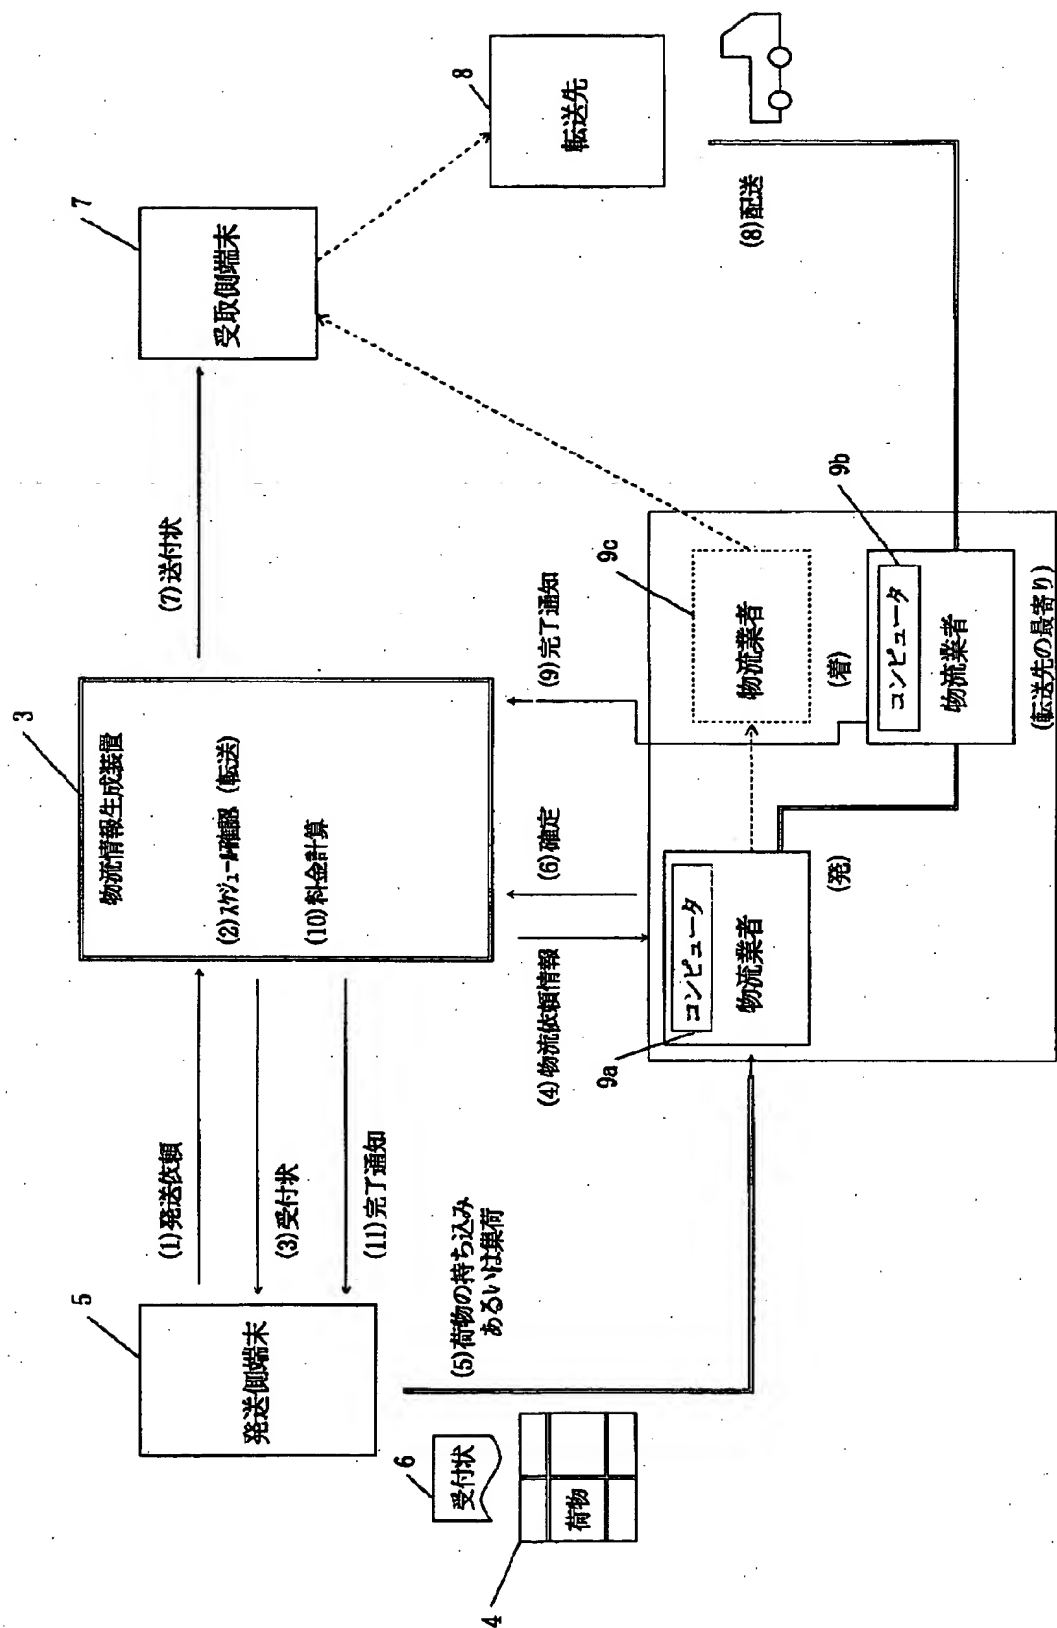 3
物流情報生成装置
(2)スケジュール確認 (転送)
(10)料金計算
5
発送側端末
(1)発送依頼
(3)受付状
(11)完了通知
(7)送付状
7
受取側端末
8
転送先
6
受付状
荷物
4
(5)荷物の持ち込み
あるいは集荷
(4)物流依頼情報
(6)確定
(9)完了通知
9a
コンピュータ
物流業者
(発)
9c
物流業者
(着)
9b
コンピュータ
物流業者
(転送先の最寄り)
(8)配送